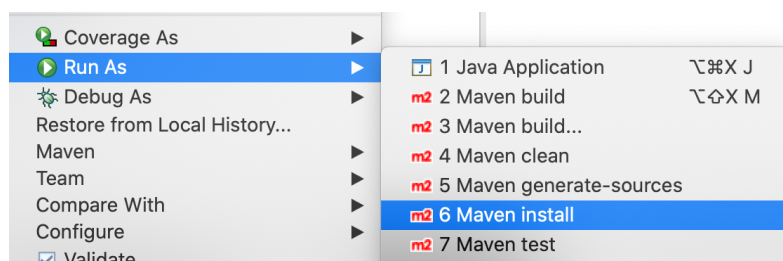 Coverage As
Run As
Debug As
Restore from Local History...
Maven
Team
Compare With
Configure
Validate
J 1 Java Application ⌥⌘X J
m2 2 Maven build ⌥⇧X M
m2 3 Maven build...
m2 4 Maven clean
m2 5 Maven generate-sources
m2 6 Maven install
m2 7 Maven test